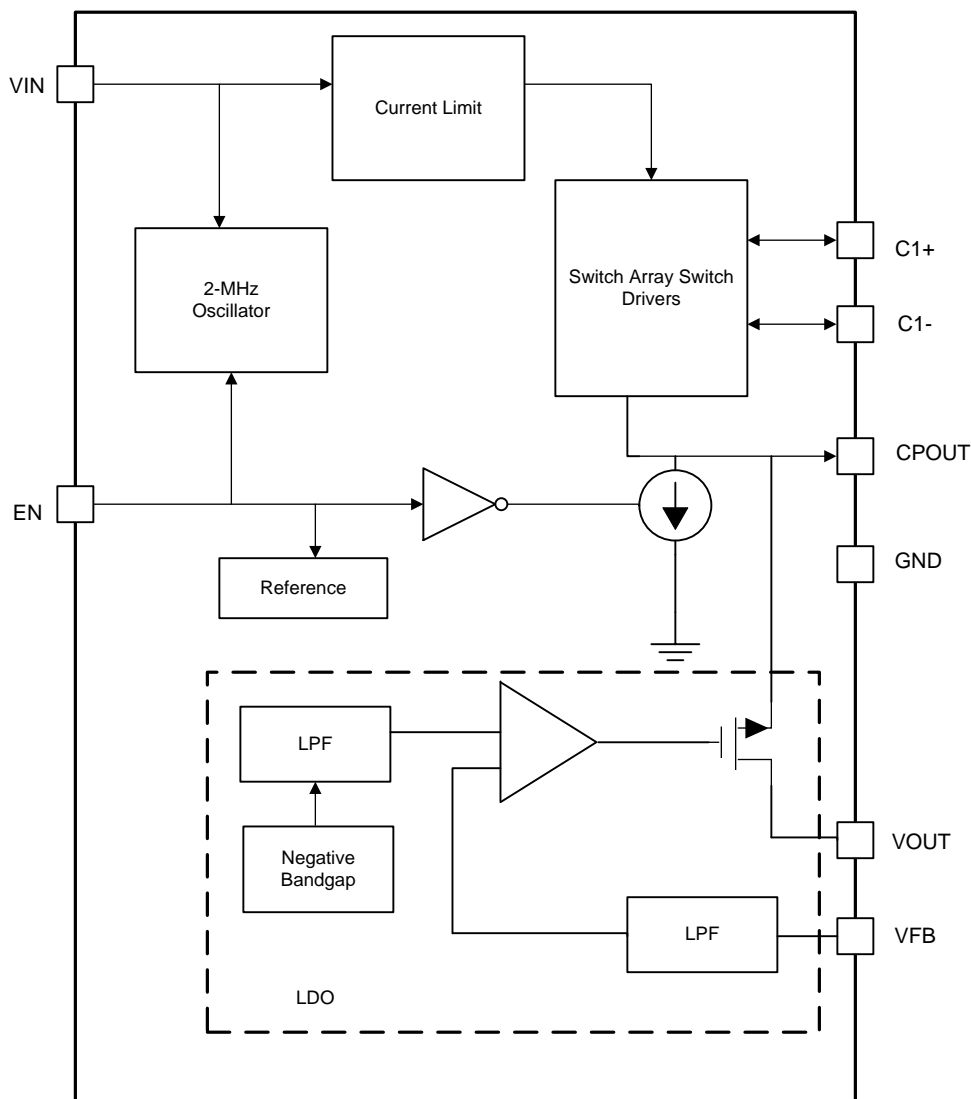 VIN
Current Limit
2-MHz
Oscillator
Switch Array Switch
Drivers
C1+
C1-
CPOUT
EN
GND
Reference
LPF
Negative
Bandgap
VOUT
LPF
VFB
LDO